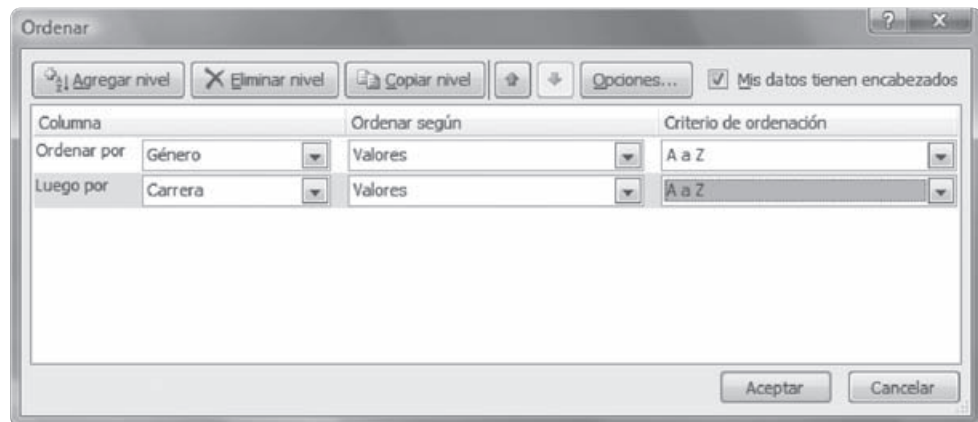 Ordenar
Agregar nivel Eliminar nivel Copiar nivel Opciones... Mis datos tienen encabezados
Columna Ordenar según Criterio de ordenación
Ordenar por Género Valores A a Z
Luego por Carrera Valores A a Z
Aceptar Cancelar